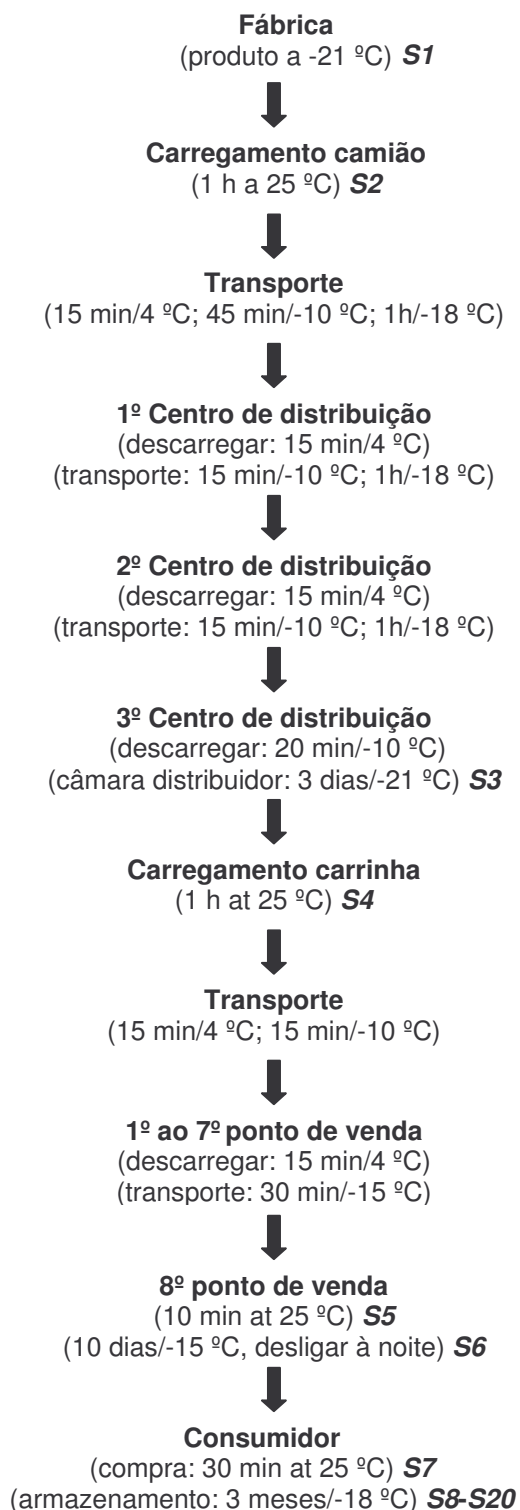 Fábrica
(produto a -21 ºC) S1
Carregamento camião
(1 h a 25 ºC) S2
Transporte
(15 min/4 ºC; 45 min/-10 ºC; 1h/-18 ºC)
1º Centro de distribuição
(descarregar: 15 min/4 ºC)
(transporte: 15 min/-10 ºC; 1h/-18 ºC)
2º Centro de distribuição
(descarregar: 15 min/4 ºC)
(transporte: 15 min/-10 ºC; 1h/-18 ºC)
3º Centro de distribuição
(descarregar: 20 min/-10 ºC)
(câmara distribuidor: 3 dias/-21 ºC) S3
Carregamento carrinha
(1 h at 25 ºC) S4
Transporte
(15 min/4 ºC; 15 min/-10 ºC)
1º ao 7º ponto de venda
(descarregar: 15 min/4 ºC)
(transporte: 30 min/-15 ºC)
8º ponto de venda
(10 min at 25 ºC) S5
(10 dias/-15 ºC, desligar à noite) S6
Consumidor
(compra: 30 min at 25 ºC) S7
(armazenamento: 3 meses/-18 ºC) S8-S20